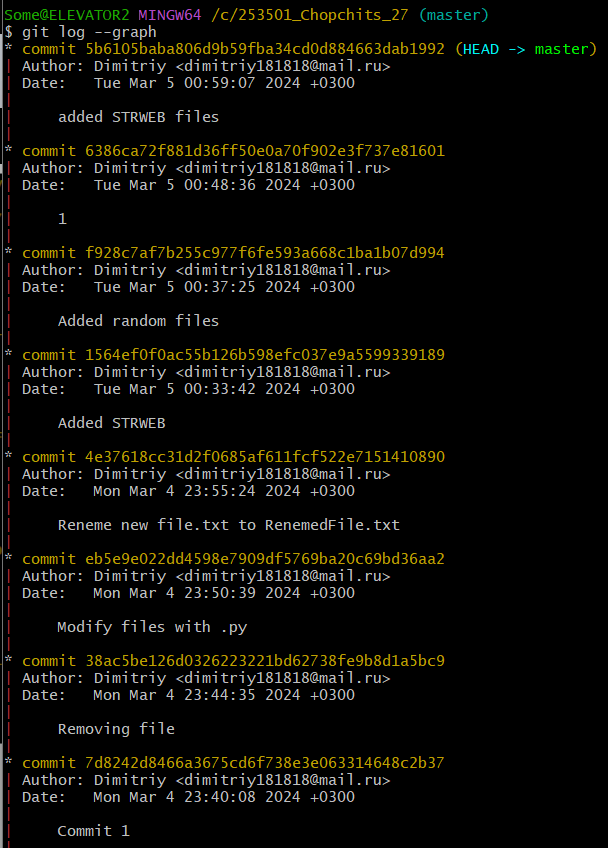 Some@ELEVATOR2 MINGW64 /c/253501_Chopchits_27 (master)
$ git log --graph
* commit 5b6105baba806d9b59fba34cd0d884663dab1992 (HEAD -> master)
| Author: Dimitriy <dimitriy181818@mail.ru>
| Date:   Tue Mar 5 00:59:07 2024 +0300
|
|     added STRWEB files
|
* commit 6386ca72f881d36ff50e0a70f902e3f737e81601
| Author: Dimitriy <dimitriy181818@mail.ru>
| Date:   Tue Mar 5 00:48:36 2024 +0300
|
|     1
|
* commit f928c7af7b255c977f6fe593a668c1ba1b07d994
| Author: Dimitriy <dimitriy181818@mail.ru>
| Date:   Tue Mar 5 00:37:25 2024 +0300
|
|     Added random files
|
* commit 1564ef0f0ac55b126b598efc037e9a5599339189
| Author: Dimitriy <dimitriy181818@mail.ru>
| Date:   Tue Mar 5 00:33:42 2024 +0300
|
|     Added STRWEB
|
* commit 4e37618cc31d2f0685af611fcf522e7151410890
| Author: Dimitriy <dimitriy181818@mail.ru>
| Date:   Mon Mar 4 23:55:24 2024 +0300
|
|     Reneme new file.txt to RenemedFile.txt
|
* commit eb5e9e022dd4598e7909df5769ba20c69bd36aa2
| Author: Dimitriy <dimitriy181818@mail.ru>
| Date:   Mon Mar 4 23:50:39 2024 +0300
|
|     Modify files with .py
|
* commit 38ac5be126d0326223221bd62738fe9b8d1a5bc9
| Author: Dimitriy <dimitriy181818@mail.ru>
| Date:   Mon Mar 4 23:44:35 2024 +0300
|
|     Removing file
|
* commit 7d8242d8466a3675cd6f738e3e063314648c2b37
| Author: Dimitriy <dimitriy181818@mail.ru>
| Date:   Mon Mar 4 23:40:08 2024 +0300
|
|     Commit 1
|